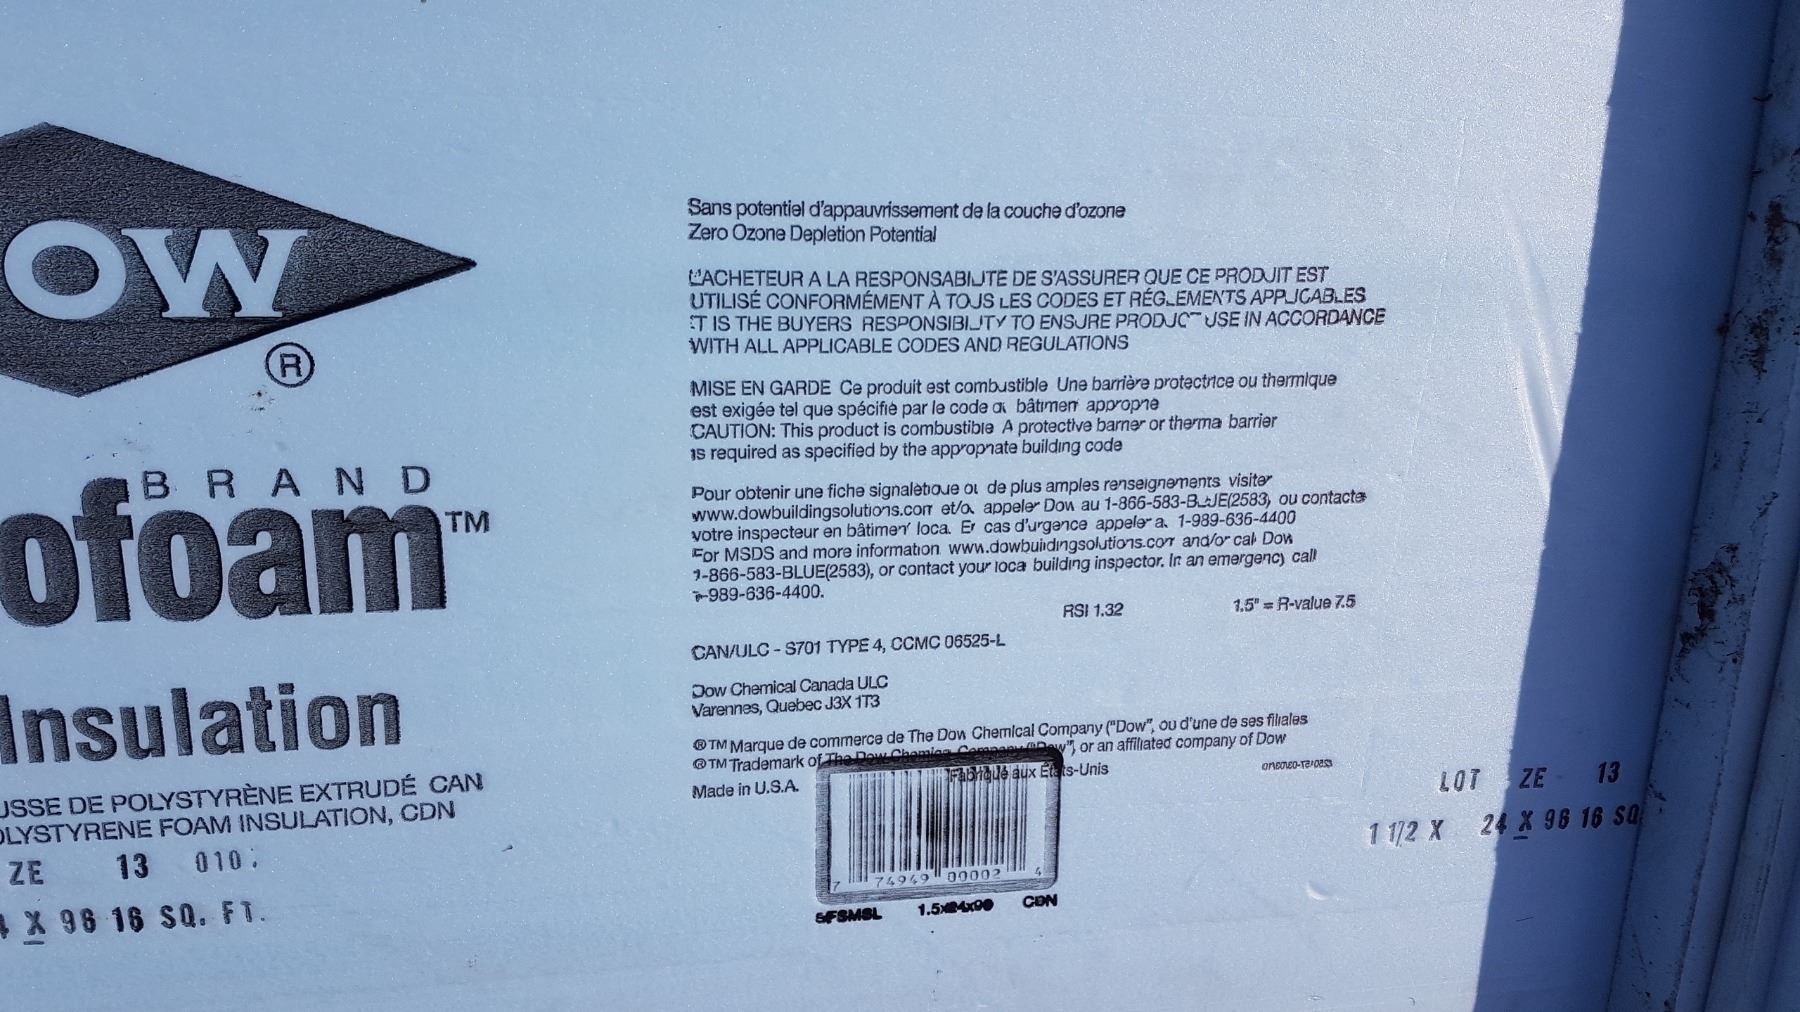 OW
®
BRAND
ofoam™
Insulation
USSE DE POLYSTYRÈNE EXTRUDÉ CAN
OLYSTYRENE FOAM INSULATION, CDN
ZE 13 010
X 96 16 SQ. FT.
Sans potentiel d'appauvrissement de la couche d'ozone
Zero Ozone Depletion Potential
L'ACHETEUR A LA RESPONSABILITÉ DE S'ASSURER QUE CE PRODUIT EST
UTILISÉ CONFORMÉMENT À TOUS LES CODES ET RÉGLEMENTS APPLICABLES
IT IS THE BUYERS RESPONSIBILITY TO ENSURE PRODUCT USE IN ACCORDANCE
WITH ALL APPLICABLE CODES AND REGULATIONS
MISE EN GARDE Ce produit est combustible Une barrière protectrice ou thermique
est exigée tel que spécifié par le code du bâtiment approprié
CAUTION: This product is combustible A protective barrier or thermal barrier
is required as specified by the appropriate building code
Pour obtenir une fiche signalétique ou de plus amples renseignements visiter
www.dowbuildingsolutions.com et/ou appeler Dow au 1-866-583-BLUE(2583), ou contacter
votre inspecteur en bâtiment local. En cas d'urgence appeler au 1-989-636-4400
For MSDS and more information www.dowbuildingsolutions.com and/or call Dow
1-866-583-BLUE(2583), or contact your local building inspector. In an emergency call
1-989-636-4400.
RSI 1.32 1.5" = R-value 7.5
CAN/ULC - S701 TYPE 4, CCMC 06525-L
Dow Chemical Canada ULC
Varennes, Quebec J3X 1T3
®™ Marque de commerce de The Dow Chemical Company ("Dow", ou d'une de ses filiales
®™ Trademark of The Dow Chemical Company ("Dow"), or an affiliated company of Dow
Made in U.S.A. Fabriqué aux États-Unis
7 74949 00002 4
1.5x24x96 CDN
LOT ZE 13
1 1/2 X 24 X 96 16 SQ